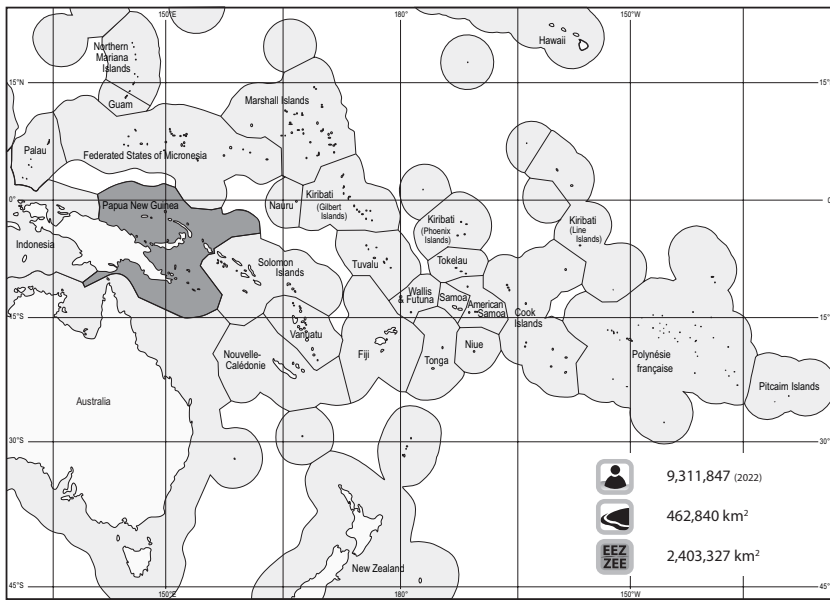 150°E
180°
150°W
Northern
Mariana
Islands
Hawaii
15°N
15°
Guam
Marshall Islands
Palau
Federated States of Micronesia
0°
Papua New Guinea
Nauru
Kiribati
(Gilbert
Islands)
Kiribati
(Phoenix
Islands)
Kiribati
(Line
Islands)
Indonesia
Solomon
Islands
Tuvalu
Tokelau
Wallis
& Futuna
Samoa
American
Samoa
Cook
Islands
15°S
15°
Vanuatu
Nouvelle-
Calédonie
Fiji
Tonga
Niue
Polynésie
française
Pitcairn Islands
Australia
30°S
30°
9,311,847 (2022)
462,840 km²
EEZ
ZEE
2,403,327 km²
New Zealand
45°S
45°
150°E
180°
150°W